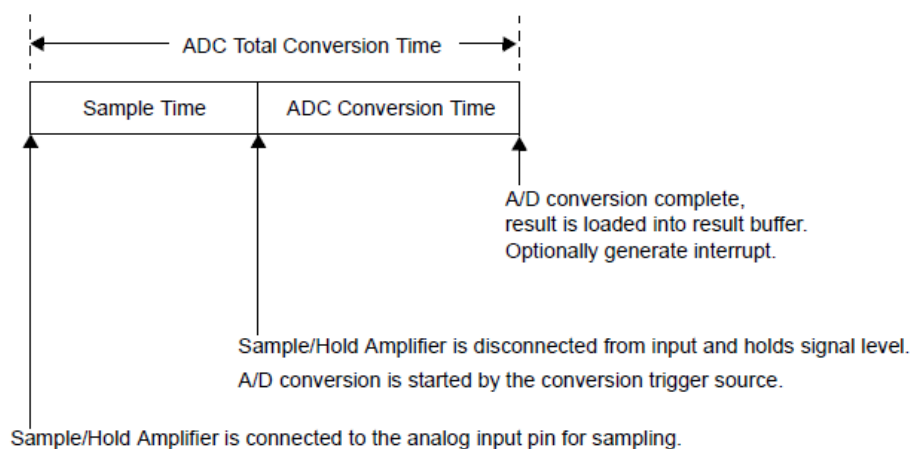 ADC Total Conversion Time
Sample Time
ADC Conversion Time
A/D conversion complete,
result is loaded into result buffer.
Optionally generate interrupt.
Sample/Hold Amplifier is disconnected from input and holds signal level.
A/D conversion is started by the conversion trigger source.
Sample/Hold Amplifier is connected to the analog input pin for sampling.